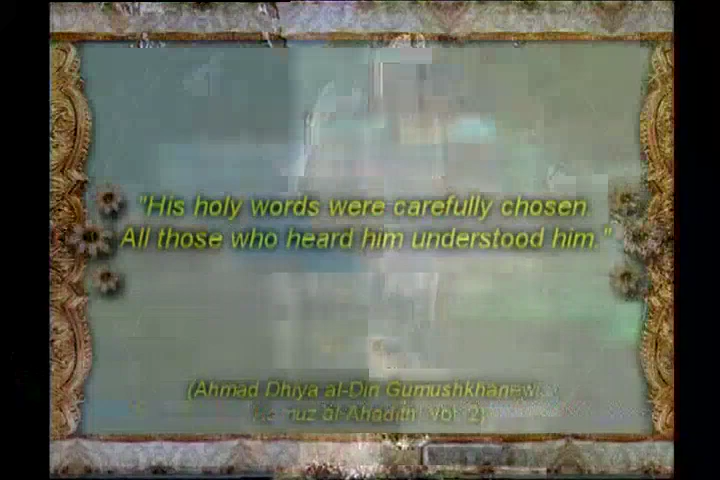 "His holy words were carefully chosen.
All those who heard him understood him."
(Ahmad Dhiya al-Din Gumushkhanewi,
Ramuz al-Ahadith, Vol. 2)